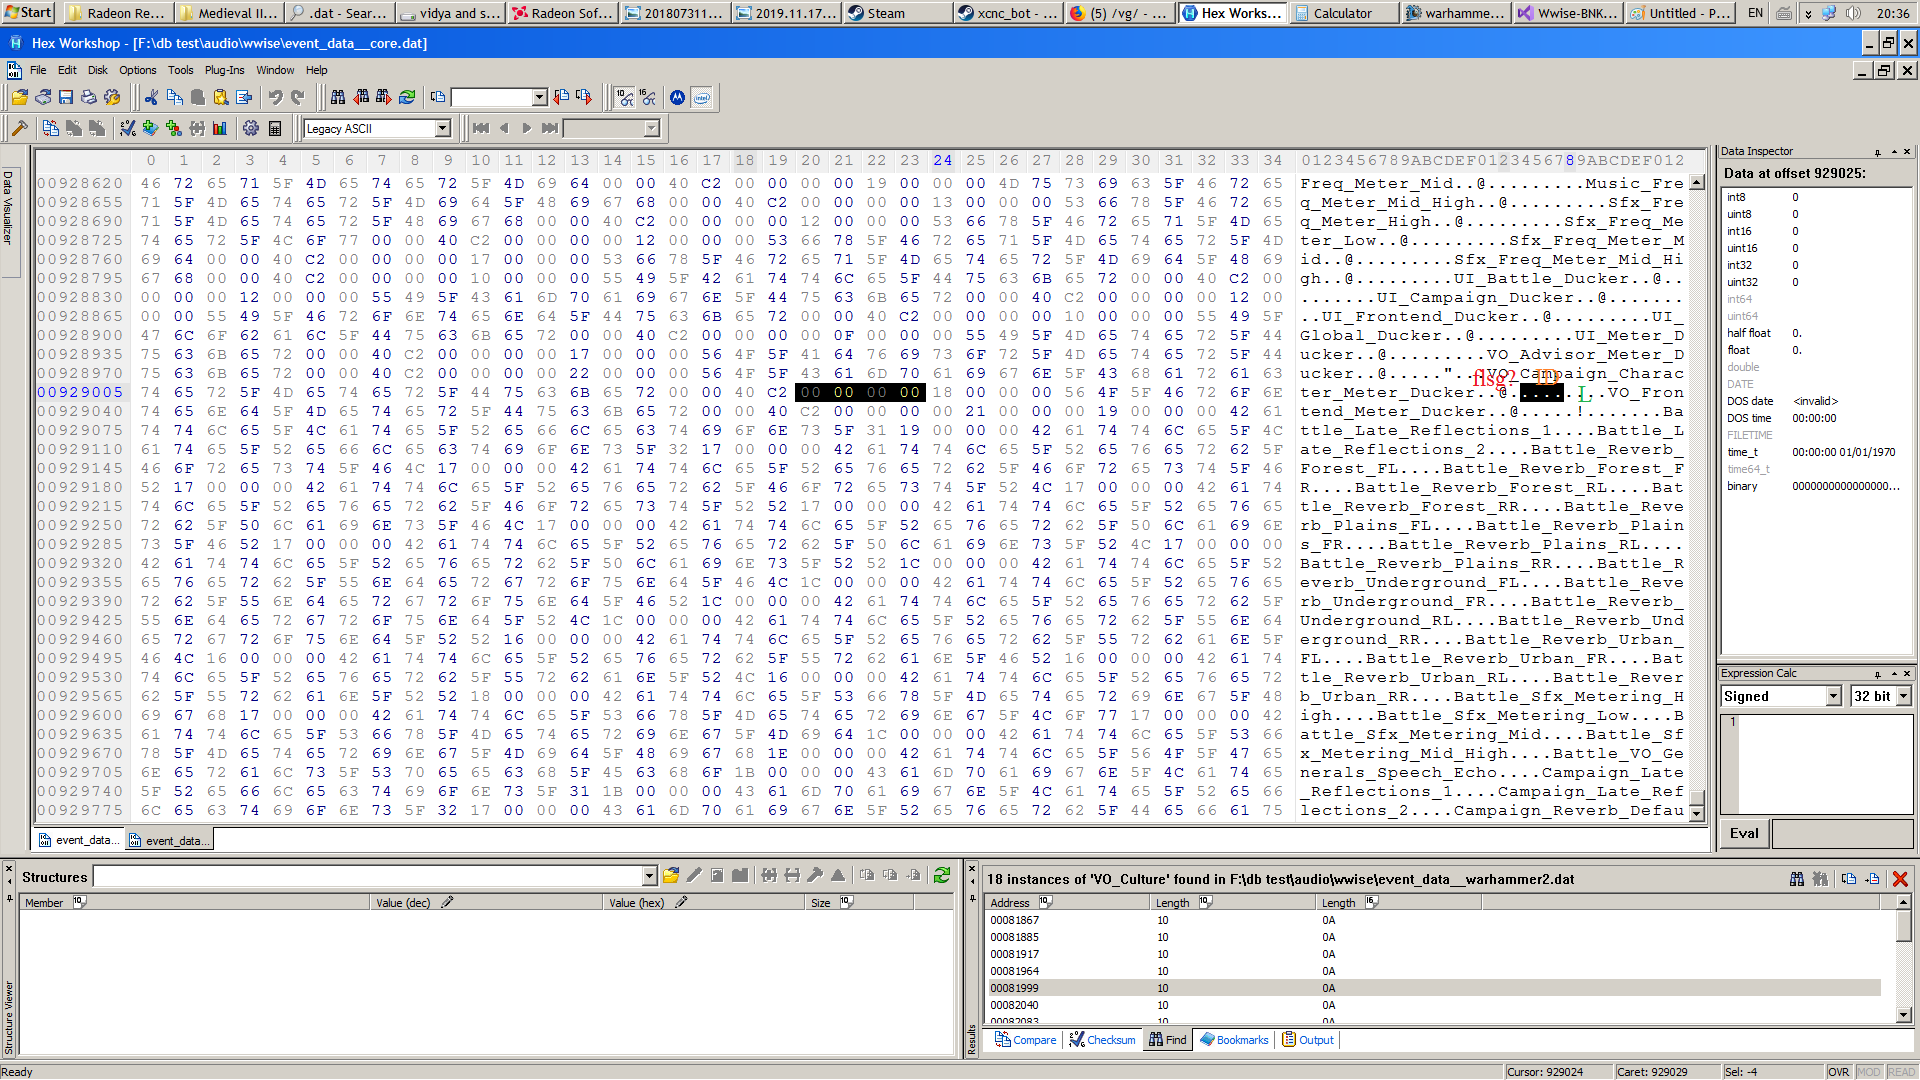 Start
Radeon Re...
Medieval II...
.dat - Sear...
vidya and s...
Radeon Sof...
201807311...
2019.11.17...
Steam
xcnc_bot - ...
(5) /vg/ - ...
Hex Works...
Calculator
warhamme...
Wwise-BNK...
Untitled - P...
EN
20:36
Hex Workshop - [F:\db test\audio\wwise\event_data__core.dat]
File Edit Disk Options Tools Plug-Ins Window Help
Legacy ASCII
Data Visualizer
0 1 2 3 4 5 6 7 8 9 10 11 12 13 14 15 16 17 18 19 20 21 22 23 24 25 26 27 28 29 30 31 32 33 34 0123456789ABCDEF0123456789ABCDEF012
00928620 46 72 65 71 5F 4D 65 74 65 72 5F 4D 69 64 00 00 40 C2 00 00 00 00 19 00 00 00 4D 75 73 69 63 5F 46 72 65 Freq_Meter_Mid..@.........Music_Fre
00928655 71 5F 4D 65 74 65 72 5F 4D 69 64 5F 48 69 67 68 00 00 40 C2 00 00 00 00 13 00 00 00 53 66 78 5F 46 72 65 q_Meter_Mid_High..@.........Sfx_Fre
00928690 71 5F 4D 65 74 65 72 5F 48 69 67 68 00 00 40 C2 00 00 00 00 12 00 00 00 53 66 78 5F 46 72 65 71 5F 4D 65 q_Meter_High..@.........Sfx_Freq_Me
00928725 74 65 72 5F 4C 6F 77 00 00 40 C2 00 00 00 00 12 00 00 00 53 66 78 5F 46 72 65 71 5F 4D 65 74 65 72 5F 4D ter_Low..@.........Sfx_Freq_Meter_M
00928760 69 64 00 00 40 C2 00 00 00 00 17 00 00 00 53 66 78 5F 46 72 65 71 5F 4D 65 74 65 72 5F 4D 69 64 5F 48 69 id..@.........Sfx_Freq_Meter_Mid_Hi
00928795 67 68 00 00 40 C2 00 00 00 00 10 00 00 00 55 49 5F 42 61 74 74 6C 65 5F 44 75 63 6B 65 72 00 00 40 C2 00 gh..@.........UI_Battle_Ducker..@..
00928830 00 00 00 12 00 00 00 55 49 5F 43 61 6D 70 61 69 67 6E 5F 44 75 63 6B 65 72 00 00 40 C2 00 00 00 00 12 00 .......UI_Campaign_Ducker..@.......
00928865 00 00 55 49 5F 46 72 6F 6E 74 65 6E 64 5F 44 75 63 6B 65 72 00 00 40 C2 00 00 00 00 10 00 00 00 55 49 5F ..UI_Frontend_Ducker..@.........UI_
00928900 47 6C 6F 62 61 6C 5F 44 75 63 6B 65 72 00 00 40 C2 00 00 00 00 0F 00 00 00 55 49 5F 4D 65 74 65 72 5F 44 Global_Ducker..@.........UI_Meter_D
00928935 75 63 6B 65 72 00 00 40 C2 00 00 00 00 17 00 00 00 56 4F 5F 41 64 76 69 73 6F 72 5F 4D 65 74 65 72 5F 44 ucker..@.........VO_Advisor_Meter_D
00928970 75 63 6B 65 72 00 00 40 C2 00 00 00 00 22 00 00 00 56 4F 5F 43 61 6D 70 61 69 67 6E 5F 43 68 61 72 61 63 ucker..@....."...VO_Campaign_Charac
flsg? ID
00929005 74 65 72 5F 4D 65 74 65 72 5F 44 75 63 6B 65 72 00 00 40 C2 00 00 00 00 18 00 00 00 56 4F 5F 46 72 6F 6E ter_Meter_Ducker..@.........VO_Fron
00929040 74 65 6E 64 5F 4D 65 74 65 72 5F 44 75 63 6B 65 72 00 00 40 C2 00 00 00 00 21 00 00 00 19 00 00 00 42 61 tend_Meter_Ducker..@.....!.......Ba
00929075 74 74 6C 65 5F 4C 61 74 65 5F 52 65 66 6C 65 63 74 69 6F 6E 73 5F 31 19 00 00 00 42 61 74 74 6C 65 5F 4C ttle_Late_Reflections_1....Battle_L
00929110 61 74 65 5F 52 65 66 6C 65 63 74 69 6F 6E 73 5F 32 17 00 00 00 42 61 74 74 6C 65 5F 52 65 76 65 72 62 5F ate_Reflections_2....Battle_Reverb_
00929145 46 6F 72 65 73 74 5F 46 4C 17 00 00 00 42 61 74 74 6C 65 5F 52 65 76 65 72 62 5F 46 6F 72 65 73 74 5F 46 Forest_FL....Battle_Reverb_Forest_F
00929180 52 17 00 00 00 42 61 74 74 6C 65 5F 52 65 76 65 72 62 5F 46 6F 72 65 73 74 5F 52 4C 17 00 00 00 42 61 74 R....Battle_Reverb_Forest_RL....Bat
00929215 74 6C 65 5F 52 65 76 65 72 62 5F 46 6F 72 65 73 74 5F 52 52 17 00 00 00 42 61 74 74 6C 65 5F 52 65 76 65 tle_Reverb_Forest_RR....Battle_Reve
00929250 72 62 5F 50 6C 61 69 6E 73 5F 46 4C 17 00 00 00 42 61 74 74 6C 65 5F 52 65 76 65 72 62 5F 50 6C 61 69 6E rb_Plains_FL....Battle_Reverb_Plain
00929285 73 5F 46 52 17 00 00 00 42 61 74 74 6C 65 5F 52 65 76 65 72 62 5F 50 6C 61 69 6E 73 5F 52 4C 17 00 00 00 s_FR....Battle_Reverb_Plains_RL....
00929320 42 61 74 74 6C 65 5F 52 65 76 65 72 62 5F 50 6C 61 69 6E 73 5F 52 52 1C 00 00 00 42 61 74 74 6C 65 5F 52 Battle_Reverb_Plains_RR....Battle_R
00929355 65 76 65 72 62 5F 55 6E 64 65 72 67 72 6F 75 6E 64 5F 46 4C 1C 00 00 00 42 61 74 74 6C 65 5F 52 65 76 65 everb_Underground_FL....Battle_Reve
00929390 72 62 5F 55 6E 64 65 72 67 72 6F 75 6E 64 5F 46 52 1C 00 00 00 42 61 74 74 6C 65 5F 52 65 76 65 72 62 5F rb_Underground_FR....Battle_Reverb_
00929425 55 6E 64 65 72 67 72 6F 75 6E 64 5F 52 4C 1C 00 00 00 42 61 74 74 6C 65 5F 52 65 76 65 72 62 5F 55 6E 64 Underground_RL....Battle_Reverb_Und
00929460 65 72 67 72 6F 75 6E 64 5F 52 52 16 00 00 00 42 61 74 74 6C 65 5F 52 65 76 65 72 62 5F 55 72 62 61 6E 5F erground_RR....Battle_Reverb_Urban_
00929495 46 4C 16 00 00 00 42 61 74 74 6C 65 5F 52 65 76 65 72 62 5F 55 72 62 61 6E 5F 46 52 16 00 00 00 42 61 74 FL....Battle_Reverb_Urban_FR....Bat
00929530 74 6C 65 5F 52 65 76 65 72 62 5F 55 72 62 61 6E 5F 52 4C 16 00 00 00 42 61 74 74 6C 65 5F 52 65 76 65 72 tle_Reverb_Urban_RL....Battle_Rever
00929565 62 5F 55 72 62 61 6E 5F 52 52 18 00 00 00 42 61 74 74 6C 65 5F 53 66 78 5F 4D 65 74 65 72 69 6E 67 5F 48 b_Urban_RR....Battle_Sfx_Metering_H
00929600 69 67 68 17 00 00 00 42 61 74 74 6C 65 5F 53 66 78 5F 4D 65 74 65 72 69 6E 67 5F 4C 6F 77 17 00 00 00 42 igh....Battle_Sfx_Metering_Low....B
00929635 61 74 74 6C 65 5F 53 66 78 5F 4D 65 74 65 72 69 6E 67 5F 4D 69 64 1C 00 00 00 42 61 74 74 6C 65 5F 53 66 attle_Sfx_Metering_Mid....Battle_Sf
00929670 78 5F 4D 65 74 65 72 69 6E 67 5F 4D 69 64 5F 48 69 67 68 1E 00 00 00 42 61 74 74 6C 65 5F 56 4F 5F 47 65 x_Metering_Mid_High....Battle_VO_Ge
00929705 6E 65 72 61 6C 73 5F 53 70 65 65 63 68 5F 45 63 68 6F 1B 00 00 00 43 61 6D 70 61 69 67 6E 5F 4C 61 74 65 nerals_Speech_Echo....Campaign_Late
00929740 5F 52 65 66 6C 65 63 74 69 6F 6E 73 5F 31 1B 00 00 00 43 61 6D 70 61 69 67 6E 5F 4C 61 74 65 5F 52 65 66 _Reflections_1....Campaign_Late_Ref
00929775 6C 65 63 74 69 6F 6E 73 5F 32 17 00 00 00 43 61 6D 70 61 69 67 6E 5F 52 65 76 65 72 62 5F 44 65 66 61 75 lections_2....Campaign_Reverb_Defau
event_data...
event_data...
Data Inspector
Data at offset 929025:
int8 0
uint8 0
int16 0
uint16 0
int32 0
uint32 0
int64
uint64
half float 0.
float 0.
double
DATE
DOS date <invalid>
DOS time 00:00:00
FILETIME
time_t 00:00:00 01/01/1970
time64_t
binary 0000000000000000...
Expression Calc
Signed 32 bit
1
Eval
Structures
Member Value (dec) Value (hex) Size
Structure Viewer
18 instances of 'VO_Culture' found in F:\db test\audio\wwise\event_data__warhammer2.dat
Address Length Length
00081867 10 0A
00081885 10 0A
00081917 10 0A
00081964 10 0A
00081999 10 0A
00082040 10 0A
00082083 10 0A
Results
Compare Checksum Find Bookmarks Output
Ready
Cursor: 929024 Caret: 929029 Sel: -4 OVR MOD READ